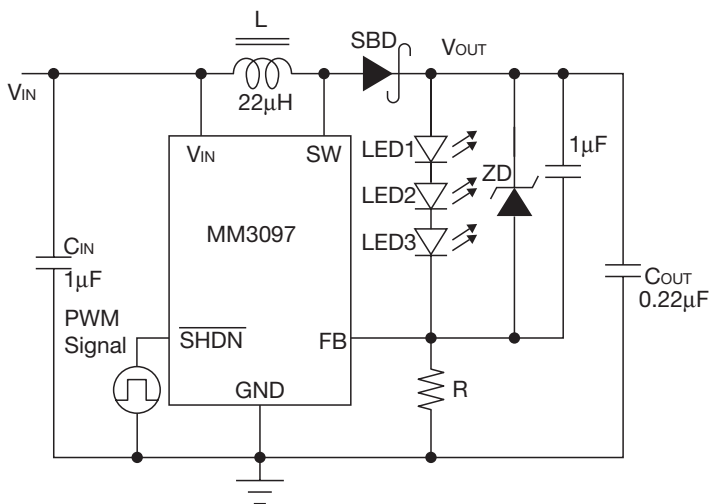 L
SBD
VOUT
VIN
22μH
VIN
SW
LED1
1μF
ZD
LED2
MM3097
LED3
CIN
1μF
COUT
0.22μF
PWM
Signal
SHDN
FB
GND
R